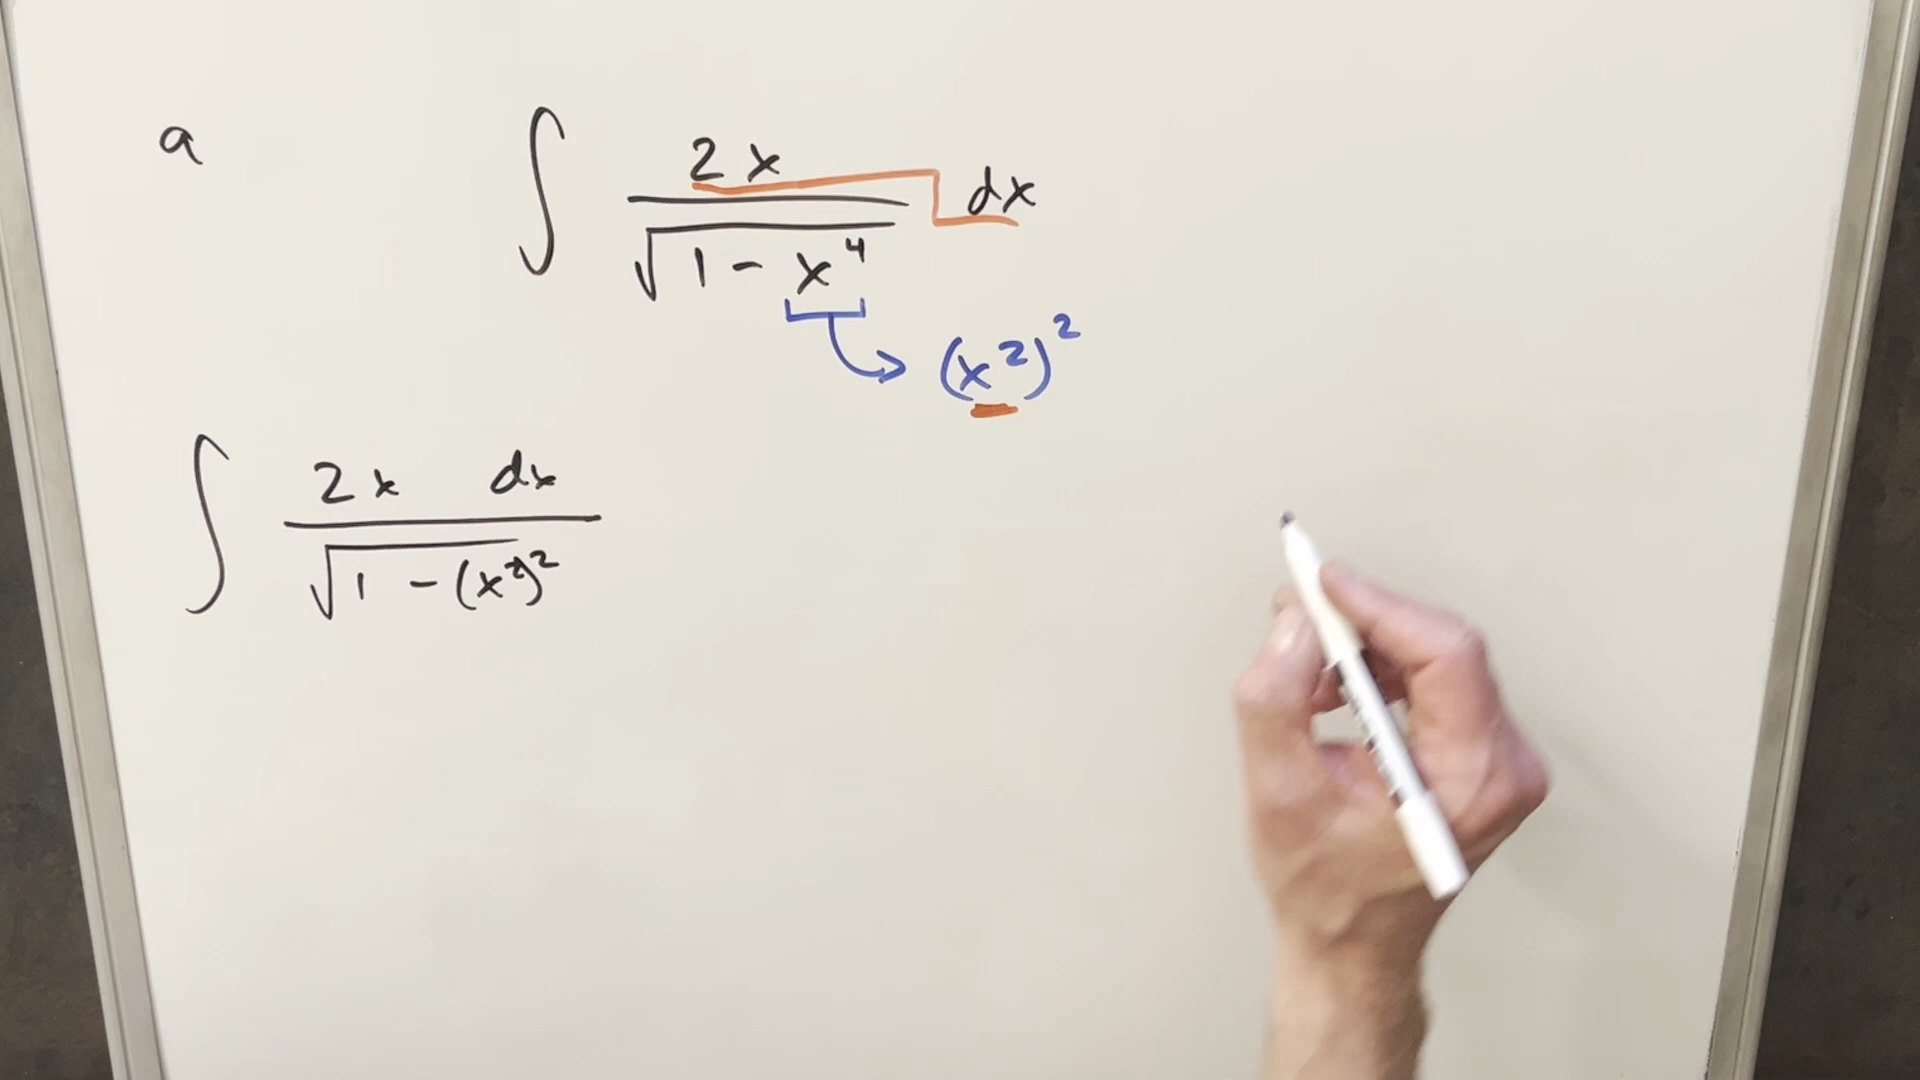 a
∫ 2x / √(1 - x⁴) dx
(x²)²
∫ 2x dx / √(1 - (x²)²)